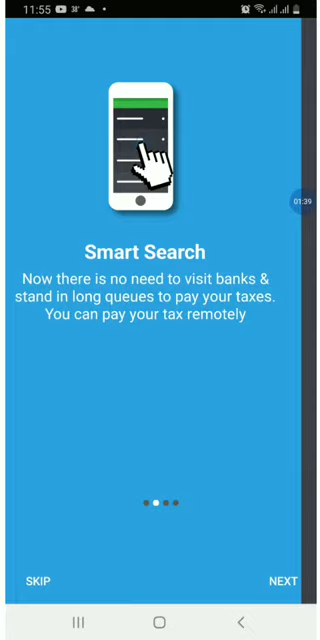 11:55
38°
01:39
Smart Search
Now there is no need to visit banks &
stand in long queues to pay your taxes.
You can pay your tax remotely
SKIP
NEXT